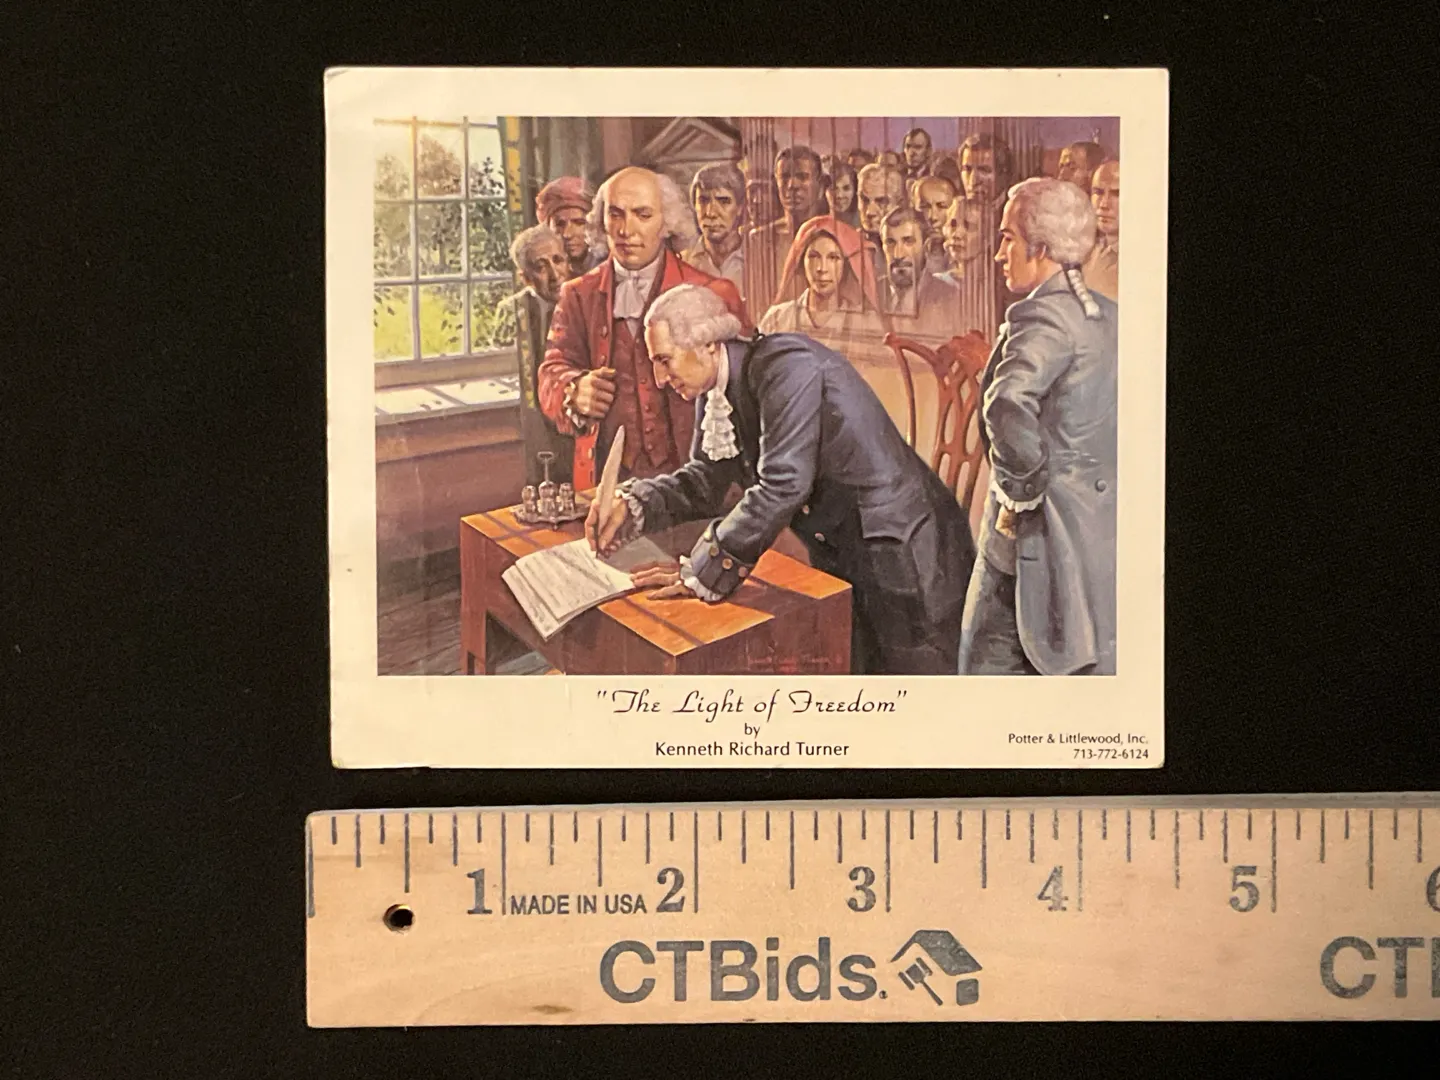 "The Light of Freedom"
by
Kenneth Richard Turner
Potter & Littlewood, Inc.
713-772-6124
1 MADE IN USA 2 3 4 5 6
CTBids. CT